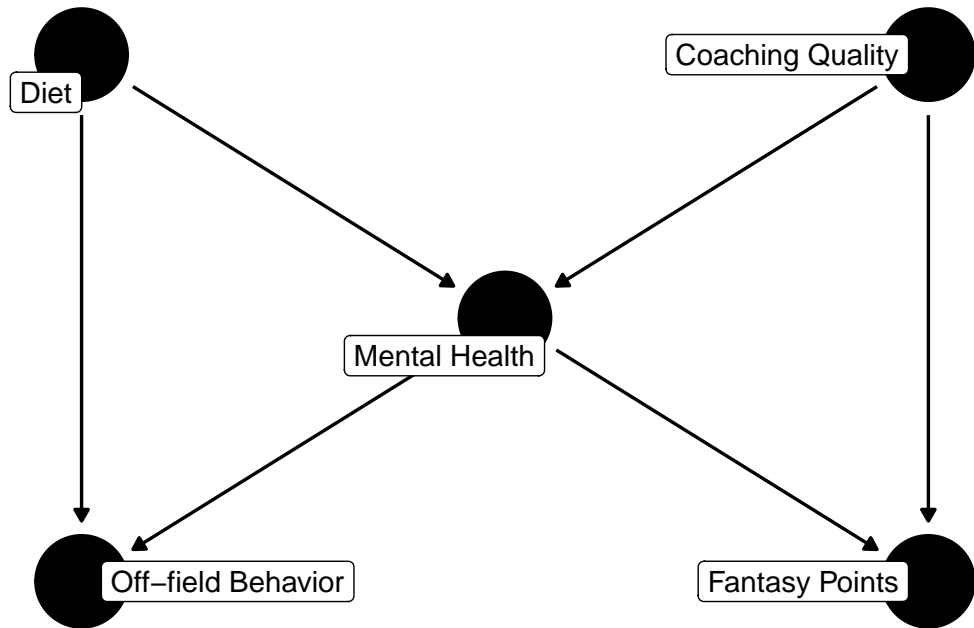 Diet
Coaching Quality
Mental Health
Off−field Behavior
Fantasy Points